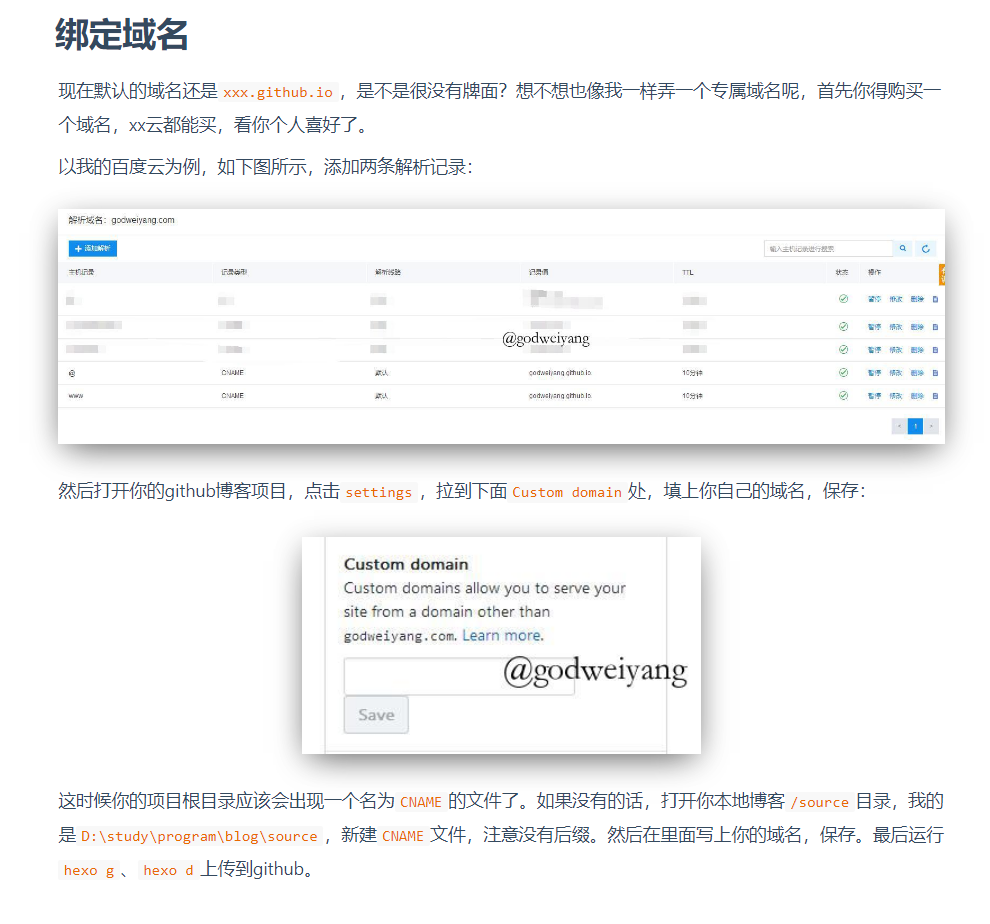 绑定域名
现在默认的域名还是 xxx.github.io ，是不是很没有牌面？想不想也像我一样弄一个专属域名呢，首先你得购买一
个域名，xx云都能买，看你个人喜好了。
以我的百度云为例，如下图所示，添加两条解析记录：
解析域名：godweiyang.com
+ 添加解析 输入主机记录进行搜索
主机记录 记录类型 解析线路 记录值 TTL 状态 操作
暂停 修改 删除
暂停 修改 删除
@godweiyang
暂停 修改 删除
@ CNAME 默认 godweiyang.github.io. 10分钟 暂停 修改 删除
www CNAME 默认 godweiyang.github.io. 10分钟 暂停 修改 删除
< 1 >
然后打开你的github博客项目，点击 settings ，拉到下面 Custom domain 处，填上你自己的域名，保存：
Custom domain
Custom domains allow you to serve your
site from a domain other than
godweiyang.com. Learn more.
@godweiyang
Save
这时候你的项目根目录应该会出现一个名为 CNAME 的文件了。如果没有的话，打开你本地博客 /source 目录，我的
是 D:\study\program\blog\source ，新建 CNAME 文件，注意没有后缀。然后在里面写上你的域名，保存。最后运行
hexo g 、 hexo d 上传到github。